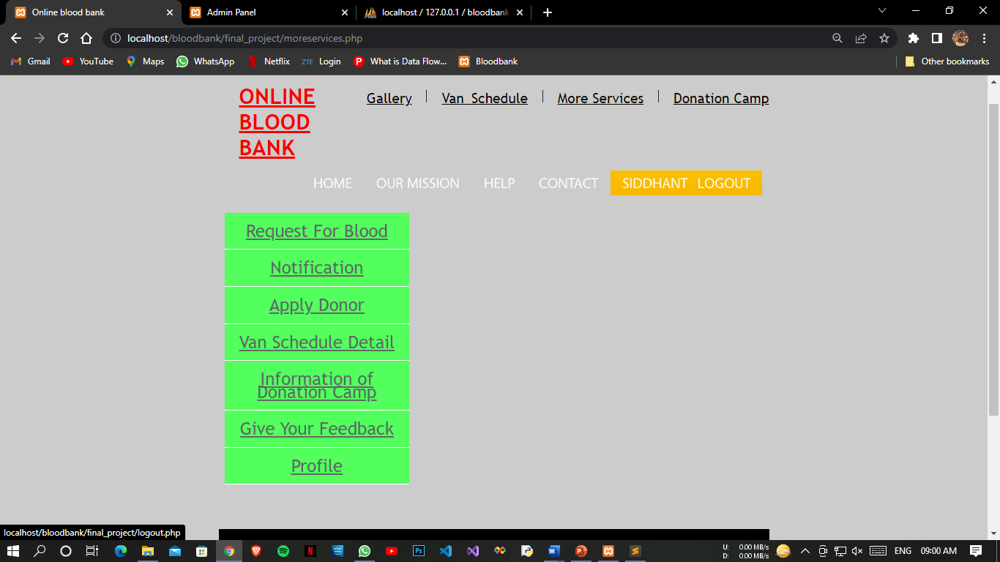 Online blood bank
Admin Panel
localhost / 127.0.0.1 / bloodbank
localhost/bloodbank/final_project/moreservices.php
Gmail
YouTube
Maps
WhatsApp
Netflix
ZTE Login
What is Data Flow...
Bloodbank
Other bookmarks
ONLINE
BLOOD
BANK
Gallery
Van Schedule
More Services
Donation Camp
HOME
OUR MISSION
HELP
CONTACT
SIDDHANT LOGOUT
Request For Blood
Notification
Apply Donor
Van Schedule Detail
Information of
Donation Camp
Give Your Feedback
Profile
localhost/bloodbank/final_project/logout.php
U: 0.00 MB/s
D: 0.00 MB/s
ENG
09:00 AM